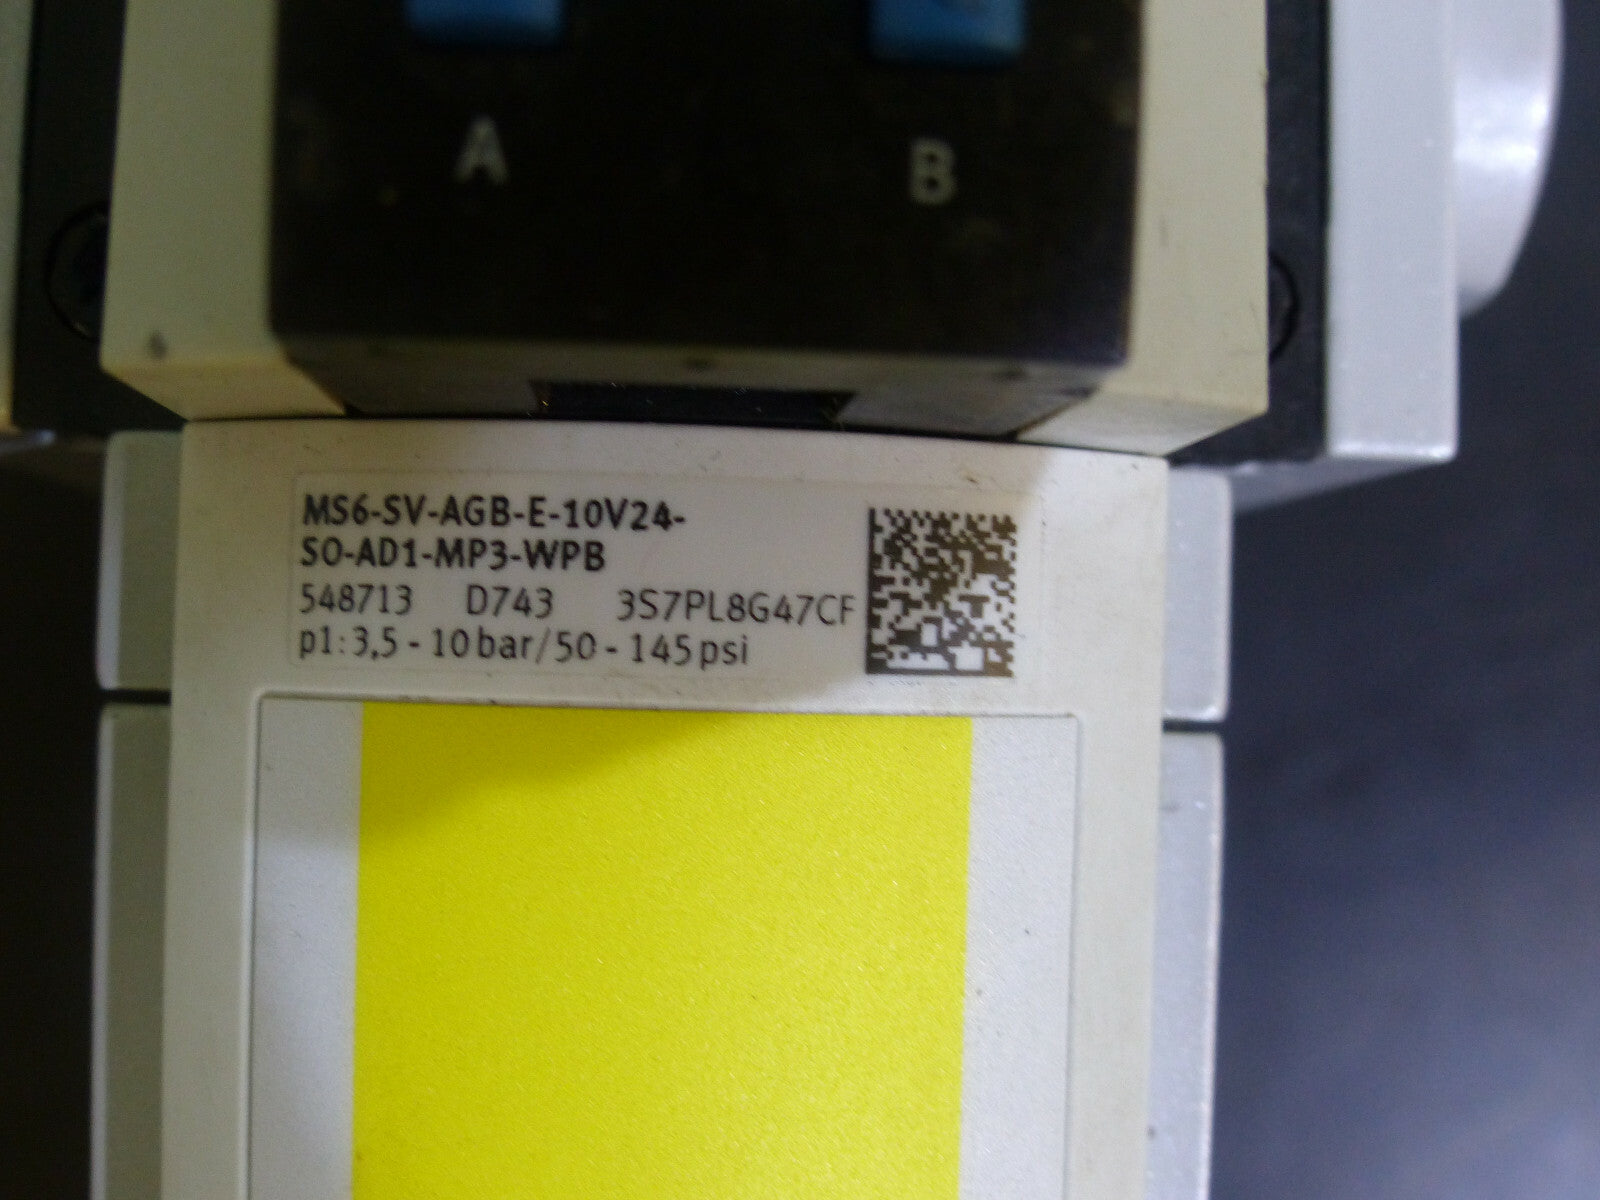 A B
MS6-SV-AGB-E-10V24-
SO-AD1-MP3-WPB
548713 D743 3S7PL8G47CF
p1:3,5 - 10 bar/50 - 145 psi